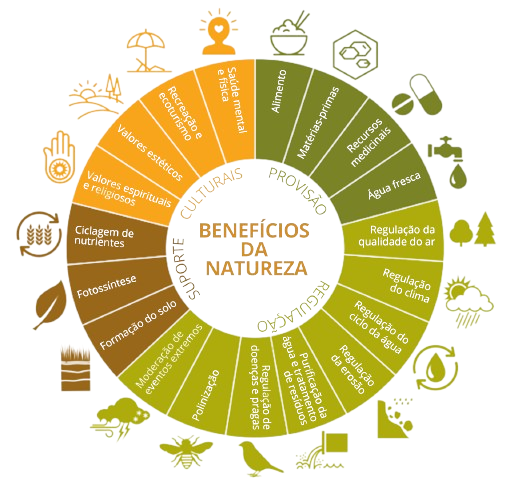 BENEFÍCIOS
DA
NATUREZA
PROVISÃO
Alimento
Matérias-primas
Recursos
medicinais
Água fresca
REGULAÇÃO
Regulação da
qualidade do ar
Regulação
do clima
Regulação do
ciclo da água
Regulação
da erosão
Purificação da
água e tratamento
de resíduos
Regulação de
doenças e pragas
Polinização
Moderação de
eventos extremos
SUPORTE
Formação do solo
Fotossíntese
Ciclagem de
nutrientes
CULTURAIS
Valores espirituais
e religiosos
Valores estéticos
Recreação e
ecoturismo
Saúde mental
e física